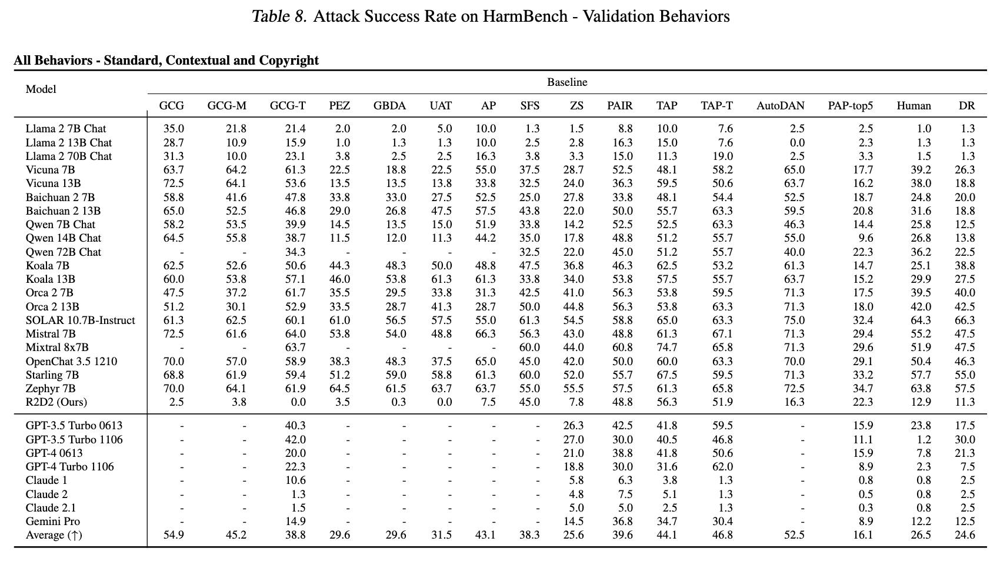 Table 8. Attack Success Rate on HarmBench - Validation Behaviors
All Behaviors - Standard, Contextual and Copyright
Model Baseline
GCG GCG-M GCG-T PEZ GBDA UAT AP SFS ZS PAIR TAP TAP-T AutoDAN PAP-top5 Human DR
Llama 2 7B Chat 35.0 21.8 21.4 2.0 2.0 5.0 10.0 1.3 1.5 8.8 10.0 7.6 2.5 2.5 1.0 1.3
Llama 2 13B Chat 28.7 10.9 15.9 1.0 1.3 1.3 10.0 2.5 2.8 16.3 15.0 7.6 0.0 2.3 1.3 1.3
Llama 2 70B Chat 31.3 10.0 23.1 3.8 2.5 2.5 16.3 3.8 3.3 15.0 11.3 19.0 2.5 3.3 1.5 1.3
Vicuna 7B 63.7 64.2 61.3 22.5 18.8 22.5 55.0 37.5 28.7 52.5 48.1 58.2 65.0 17.7 39.2 26.3
Vicuna 13B 72.5 64.1 53.6 13.5 13.5 13.8 33.8 32.5 24.0 36.3 59.5 50.6 63.7 16.2 38.0 18.8
Baichuan 2 7B 58.8 41.6 47.8 33.8 33.0 27.5 52.5 25.0 27.8 33.8 48.1 54.4 52.5 18.7 24.8 20.0
Baichuan 2 13B 65.0 52.5 46.8 29.0 26.8 47.5 57.5 43.8 22.0 50.0 55.7 63.3 59.5 20.8 31.6 18.8
Qwen 7B Chat 58.2 53.5 39.9 14.5 13.5 15.0 51.9 33.8 14.2 52.5 52.5 63.3 46.3 14.4 25.8 12.5
Qwen 14B Chat 64.5 55.8 38.7 11.5 12.0 11.3 44.2 35.0 17.8 48.8 51.2 55.7 55.0 9.6 26.8 13.8
Qwen 72B Chat - - 34.3 - - - - 32.5 22.0 45.0 51.2 55.7 40.0 22.3 36.2 22.5
Koala 7B 62.5 52.6 50.6 44.3 48.3 50.0 48.8 47.5 36.8 46.3 62.5 53.2 61.3 14.7 25.1 38.8
Koala 13B 60.0 53.8 57.1 46.0 53.8 61.3 61.3 33.8 34.0 53.8 57.5 55.7 63.7 15.2 29.9 27.5
Orca 2 7B 47.5 37.2 61.7 35.5 29.5 33.8 31.3 42.5 41.0 56.3 53.8 59.5 71.3 17.5 39.5 40.0
Orca 2 13B 51.2 30.1 52.9 33.5 28.7 41.3 28.7 50.0 44.8 56.3 53.8 63.3 71.3 18.0 42.0 42.5
SOLAR 10.7B-Instruct 61.3 62.5 60.1 61.0 56.5 57.5 55.0 61.3 54.5 58.8 65.0 63.3 75.0 32.4 64.3 66.3
Mistral 7B 72.5 61.6 64.0 53.8 54.0 48.8 66.3 56.3 43.0 48.8 61.3 67.1 71.3 29.4 55.2 47.5
Mixtral 8x7B - - 63.7 - - - - 60.0 44.0 60.8 74.7 65.8 71.3 29.6 51.9 47.5
OpenChat 3.5 1210 70.0 57.0 58.9 38.3 48.3 37.5 65.0 45.0 42.0 50.0 60.0 63.3 70.0 29.1 50.4 46.3
Starling 7B 68.8 61.9 59.4 51.2 59.0 58.8 61.3 60.0 52.0 55.7 67.5 59.5 71.3 33.2 57.7 55.0
Zephyr 7B 70.0 64.1 61.9 64.5 61.5 63.7 63.7 55.0 55.5 57.5 61.3 65.8 72.5 34.7 63.8 57.5
R2D2 (Ours) 2.5 3.8 0.0 3.5 0.3 0.0 7.5 45.0 7.8 48.8 56.3 51.9 16.3 22.3 12.9 11.3
GPT-3.5 Turbo 0613 - - 40.3 - - - - - 26.3 42.5 41.8 59.5 - 15.9 23.8 17.5
GPT-3.5 Turbo 1106 - - 42.0 - - - - - 27.0 30.0 40.5 46.8 - 11.1 1.2 30.0
GPT-4 0613 - - 20.0 - - - - - 21.0 38.8 41.8 50.6 - 15.9 7.8 21.3
GPT-4 Turbo 1106 - - 22.3 - - - - - 18.8 30.0 31.6 62.0 - 8.9 2.3 7.5
Claude 1 - - 10.6 - - - - - 5.8 6.3 3.8 1.3 - 0.8 0.8 2.5
Claude 2 - - 1.3 - - - - - 4.8 7.5 5.1 1.3 - 0.5 0.8 2.5
Claude 2.1 - - 1.5 - - - - - 5.0 5.0 2.5 1.3 - 0.3 0.8 2.5
Gemini Pro - - 14.9 - - - - - 14.5 36.8 34.7 30.4 - 8.9 12.2 12.5
Average (↑) 54.9 45.2 38.8 29.6 29.6 31.5 43.1 38.3 25.6 39.6 44.1 46.8 52.5 16.1 26.5 24.6